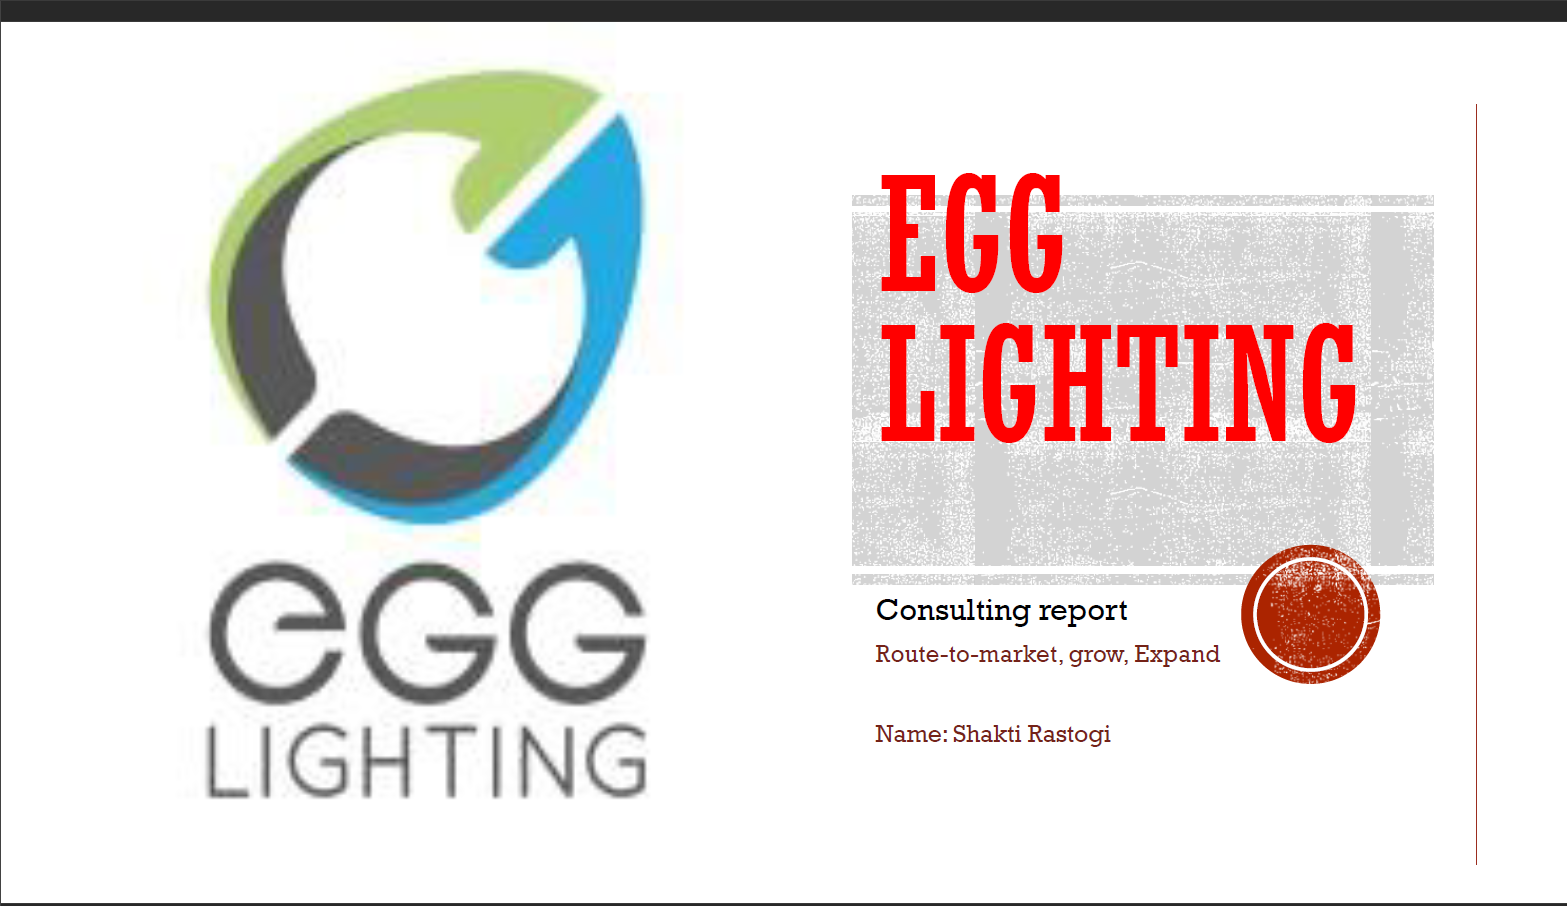 egg
LIGHTING
EGG
LIGHTING
Consulting report
Route-to-market, grow, Expand
Name: Shakti Rastogi